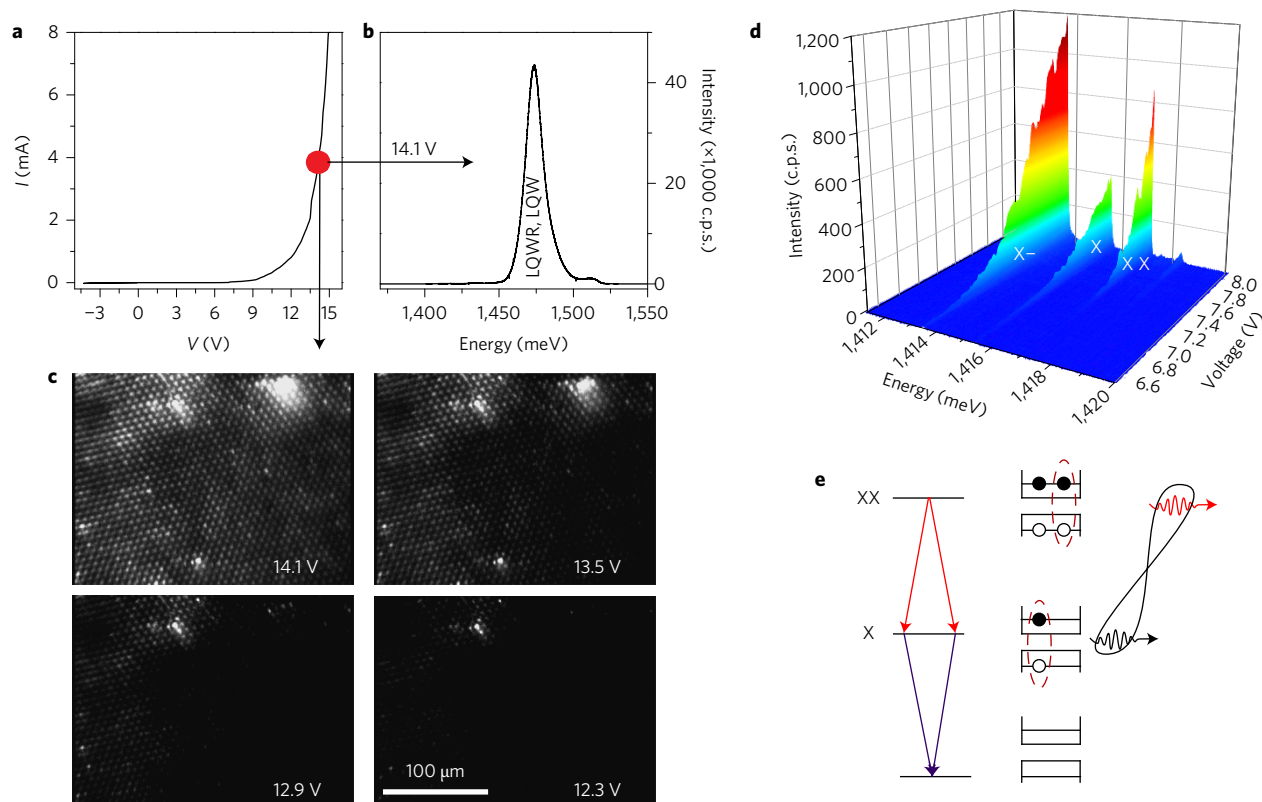 a
8
6
4
2
0
I (mA)
−3 0 3 6 9 12 15
V (V)
14.1 V
b
40
20
0
Intensity (×1,000 c.p.s.)
LQWR, LQW
1,400 1,450 1,500 1,550
Energy (meV)
c
14.1 V
13.5 V
12.9 V
100 μm
12.3 V
d
1,200
1,000
800
600
400
200
0
Intensity (c.p.s.)
X−
X
X X
1,412
1,414
1,416
1,418
1,420
Energy (meV)
6.6
6.8
7.0
7.2
7.4
7.6
7.8
8.0
Voltage (V)
e
XX
X